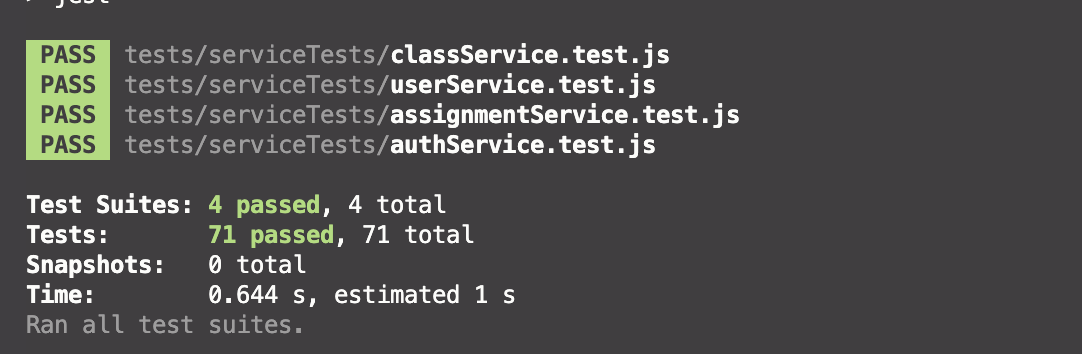 > jest
PASS tests/serviceTests/classService.test.js
PASS tests/serviceTests/userService.test.js
PASS tests/serviceTests/assignmentService.test.js
PASS tests/serviceTests/authService.test.js
Test Suites: 4 passed, 4 total
Tests: 71 passed, 71 total
Snapshots: 0 total
Time: 0.644 s, estimated 1 s
Ran all test suites.